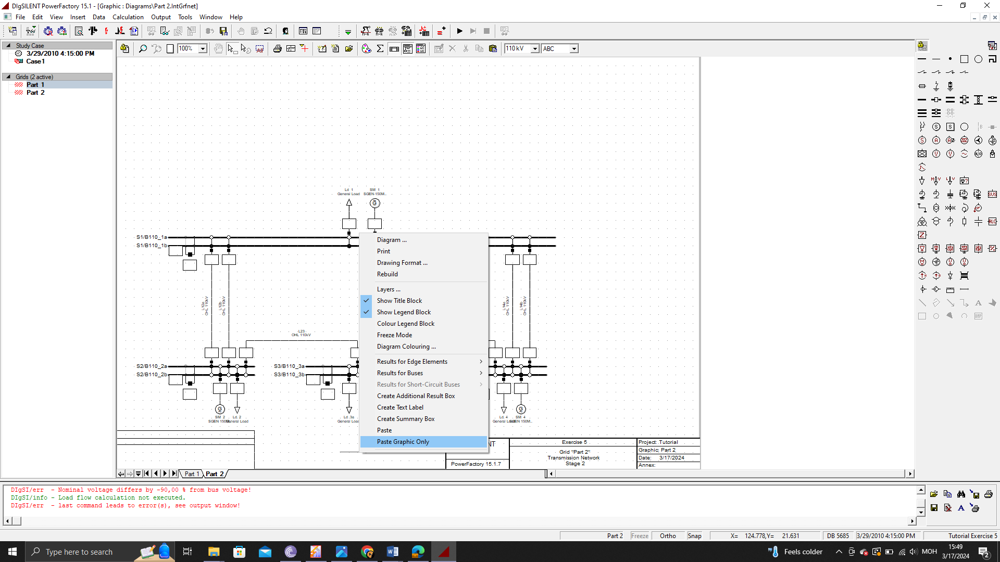 DIgSILENT PowerFactory 15.1 - [Graphic : Diagrams\Part 2.IntGrfnet]
File Edit View Insert Data Calculation Output Tools Window Help
Study Case
3/29/2010 4:15:00 PM
Case1
Grids (2 active)
Part 1
Part 2
100%
110 kV
ABC
Ld 1
General Load
SM 1
SGEN 150M..
S1/B110_1a
S1/B110_1b
L12a
OHL 110kV
L12b
OHL 110kV
L14a
OHL 110kV
L14b
OHL 110kV
L23
OHL 110kV
S2/B110_2a
S2/B110_2b
S3/B110_3a
S3/B110_3b
SM 2
Ld 2
General Load
Ld 3a
General Load
Ld 4
SM 4
SGEN 150M..
Diagram ...
Print
Drawing Format ...
Rebuild
Layers ...
Show Title Block
Show Legend Block
Colour Legend Block
Freeze Mode
Diagram Colouring ...
Results for Edge Elements
Results for Buses
Results for Short-Circuit Buses
Create Additional Result Box
Create Text Label
Create Summary Box
Paste
Paste Graphic Only
NT
PowerFactory 15.1.7
Exercise 5
Grid "Part 2"
Transmission Network
Stage 2
Project: Tutorial
Graphic: Part 2
Date: 3/17/2024
Annex:
Part 1 Part 2
DIgSI/err - Nominal voltage differs by -90,00 % from bus voltage!
DIgSI/info - Load flow calculation not executed.
DIgSI/err - last command leads to error(s), see output window!
Part 2 Freeze Ortho Snap X= 124.778,Y= 21.631 DB 5685 3/29/2010 4:15:00 PM Tutorial Exercise 5
Type here to search
Feels colder
МОН
15:49
3/17/2024
2